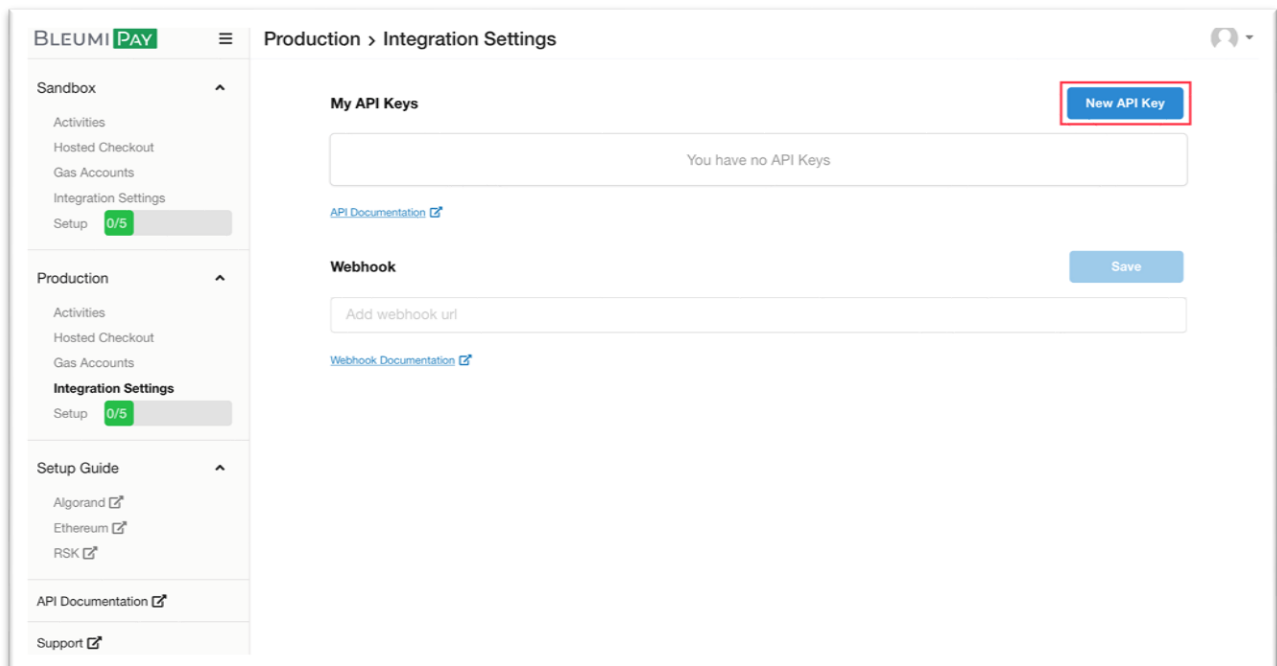 BLEUMI PAY
Production > Integration Settings
Sandbox
Activities
Hosted Checkout
Gas Accounts
Integration Settings
Setup 0/5
Production
Activities
Hosted Checkout
Gas Accounts
Integration Settings
Setup 0/5
Setup Guide
Algorand
Ethereum
RSK
API Documentation
Support
My API Keys
New API Key
You have no API Keys
API Documentation
Webhook
Save
Add webhook url
Webhook Documentation